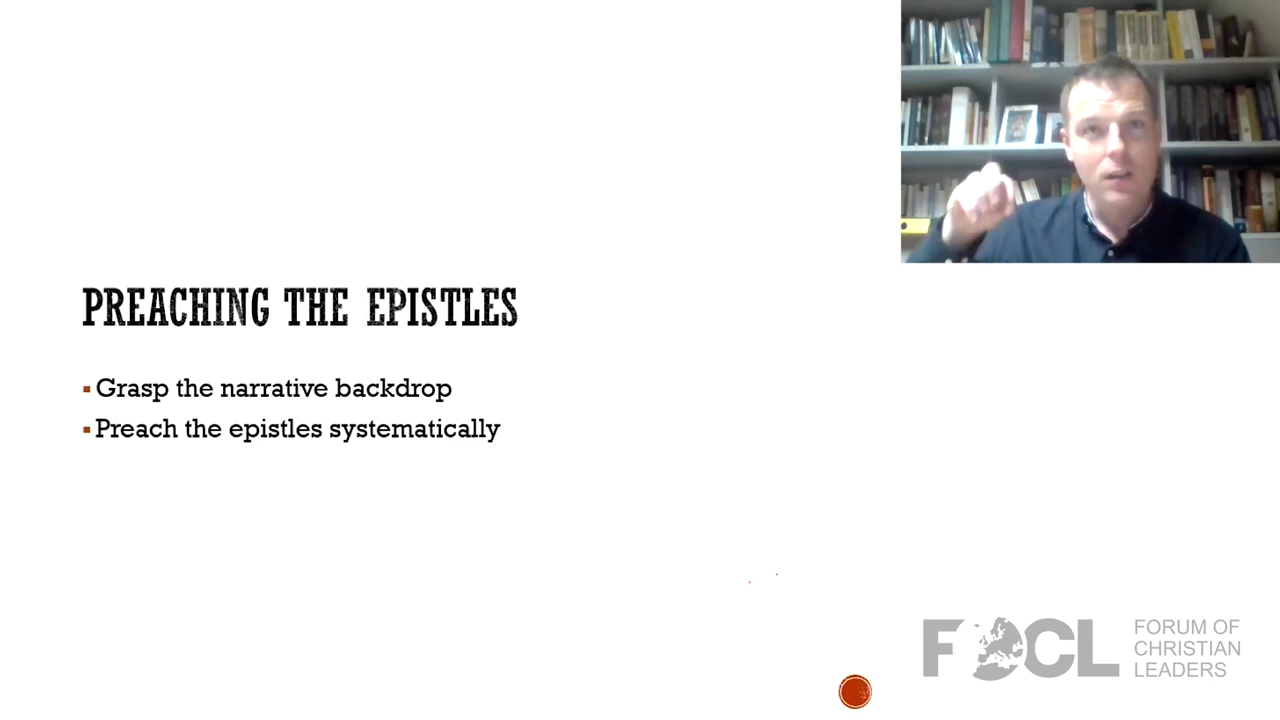 PREACHING THE EPISTLES
▪ Grasp the narrative backdrop
▪ Preach the epistles systematically
FOCL
FORUM OF
CHRISTIAN
LEADERS